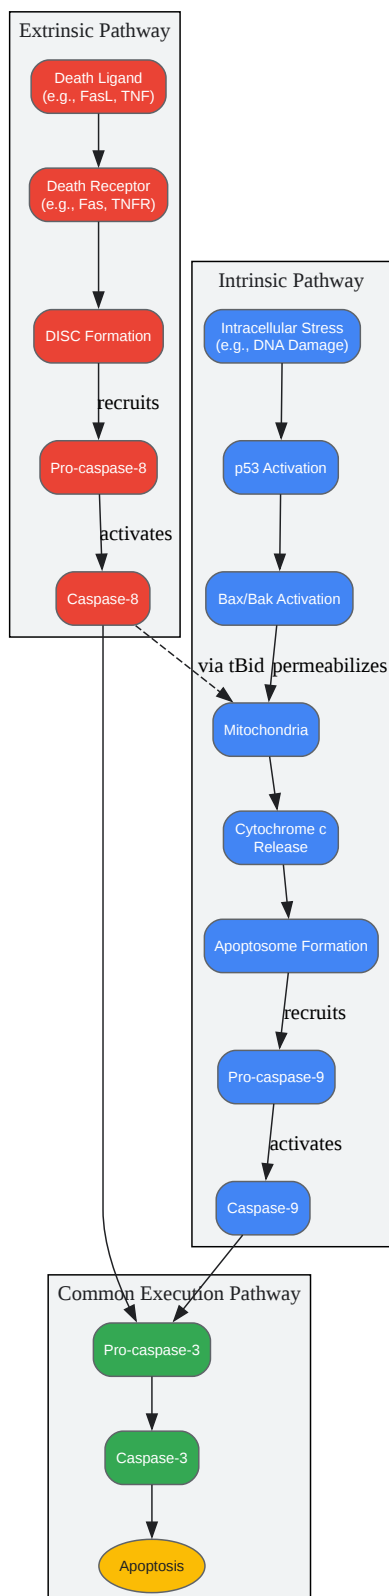 Extrinsic Pathway
Death Ligand
(e.g., FasL, TNF)
Death Receptor
(e.g., Fas, TNFR)
DISC Formation
recruits
Pro-caspase-8
activates
Caspase-8
via tBid
Intrinsic Pathway
Intracellular Stress
(e.g., DNA Damage)
p53 Activation
Bax/Bak Activation
permeabilizes
Mitochondria
Cytochrome c
Release
Apoptosome Formation
recruits
Pro-caspase-9
activates
Caspase-9
Common Execution Pathway
Pro-caspase-3
Caspase-3
Apoptosis